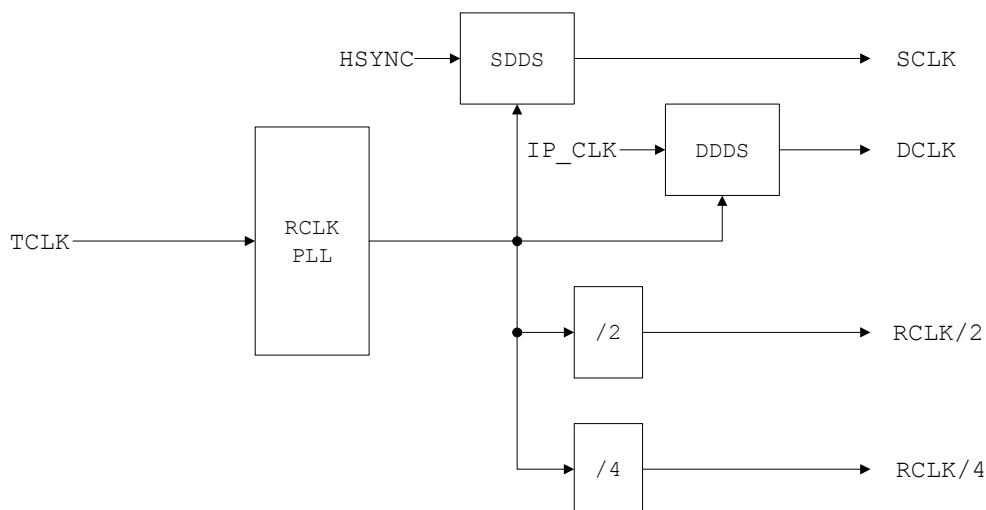 HSYNC
SDDS
SCLK
IP_CLK
DDDS
DCLK
TCLK
RCLK
PLL
/2
RCLK/2
/4
RCLK/4